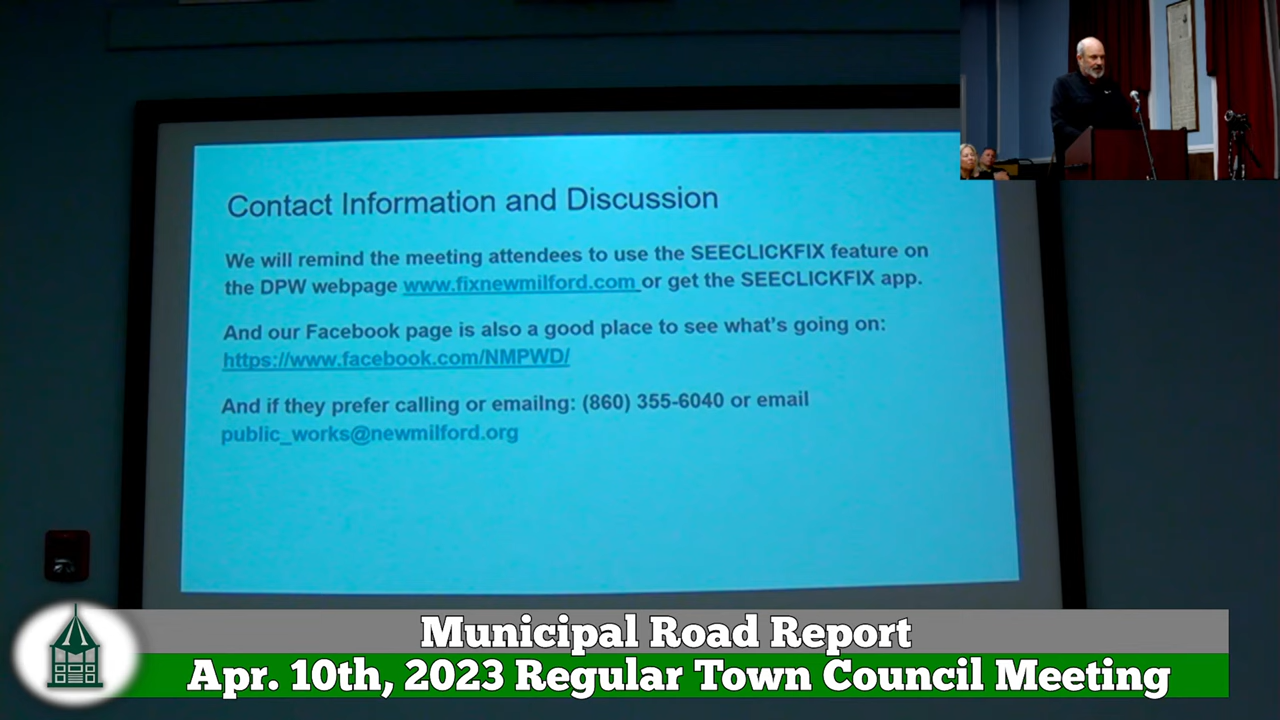 Contact Information and Discussion
We will remind the meeting attendees to use the SEECLICKFIX feature on
the DPW webpage www.fixnewmilford.com or get the SEECLICKFIX app.
And our Facebook page is also a good place to see what's going on:
https://www.facebook.com/NMPWD/
And if they prefer calling or emailng: (860) 355-6040 or email
public_works@newmilford.org
Municipal Road Report
Apr. 10th, 2023 Regular Town Council Meeting